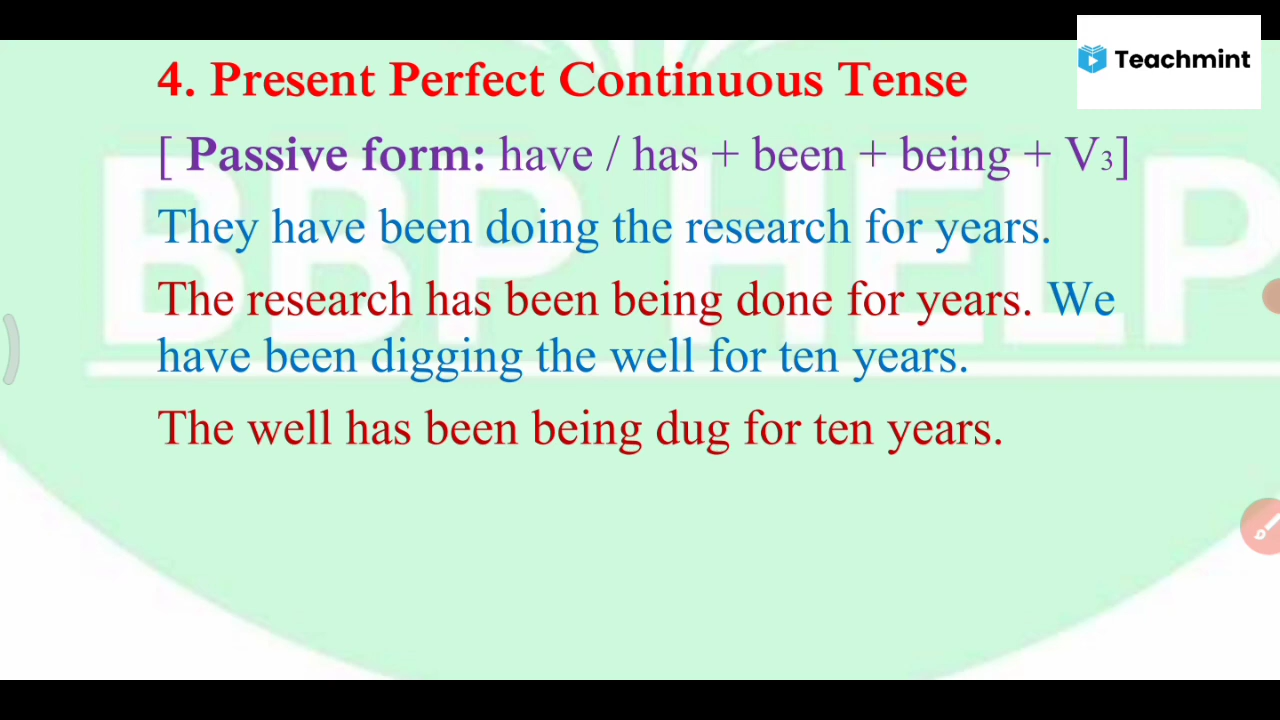 Teachmint
4. Present Perfect Continuous Tense
[ Passive form: have / has + been + being + V₃]
They have been doing the research for years.
The research has been being done for years. We
have been digging the well for ten years.
The well has been being dug for ten years.
BBP HELP